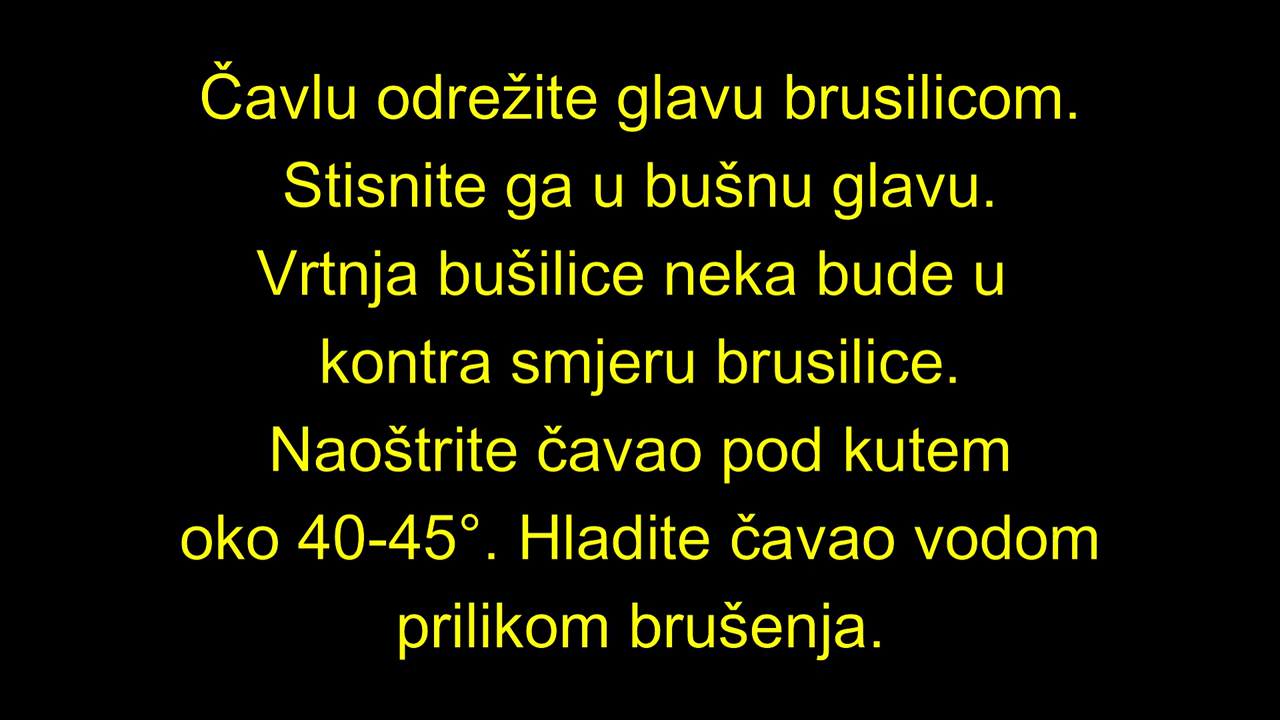 Čavlu odrežite glavu brusilicom.
Stisnite ga u bušnu glavu.
Vrtnja bušilice neka bude u
kontra smjeru brusilice.
Naoštrite čavao pod kutem
oko 40-45°. Hladite čavao vodom
prilikom brušenja.